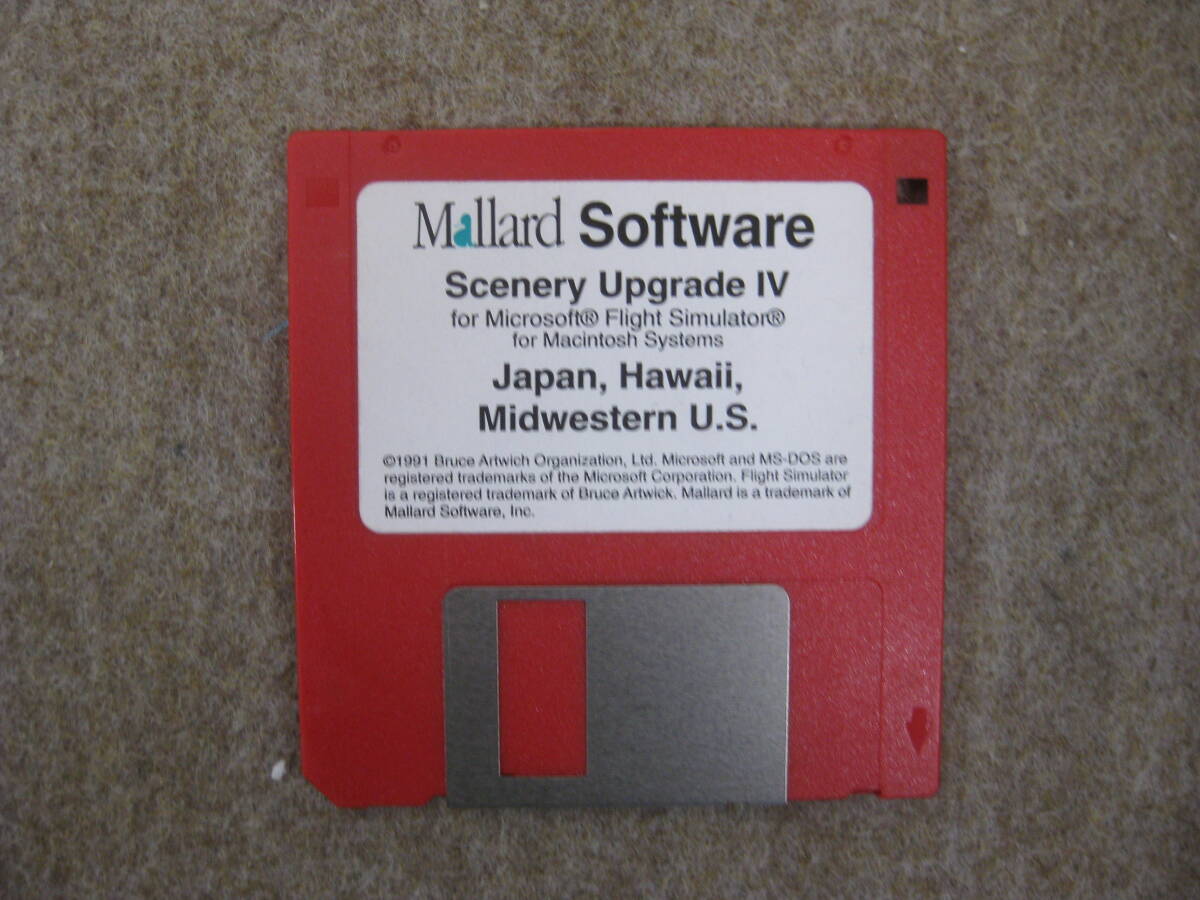 Mallard Software
Scenery Upgrade IV
for Microsoft® Flight Simulator®
for Macintosh Systems
Japan, Hawaii,
Midwestern U.S.
©1991 Bruce Artwich Organization, Ltd. Microsoft and MS-DOS are
registered trademarks of the Microsoft Corporation. Flight Simulator
is a registered trademark of Bruce Artwick. Mallard is a trademark of
Mallard Software, Inc.